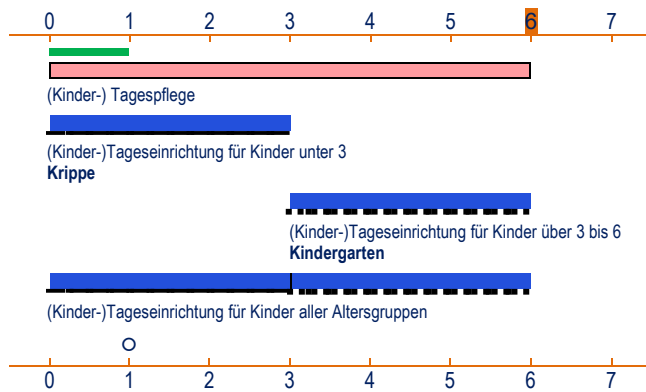 0 1 2 3 4 5 6 7
(Kinder-) Tagespflege
(Kinder-)Tageseinrichtung für Kinder unter 3
Krippe
(Kinder-)Tageseinrichtung für Kinder über 3 bis 6
Kindergarten
(Kinder-)Tageseinrichtung für Kinder aller Altersgruppen
0 1 2 3 4 5 6 7